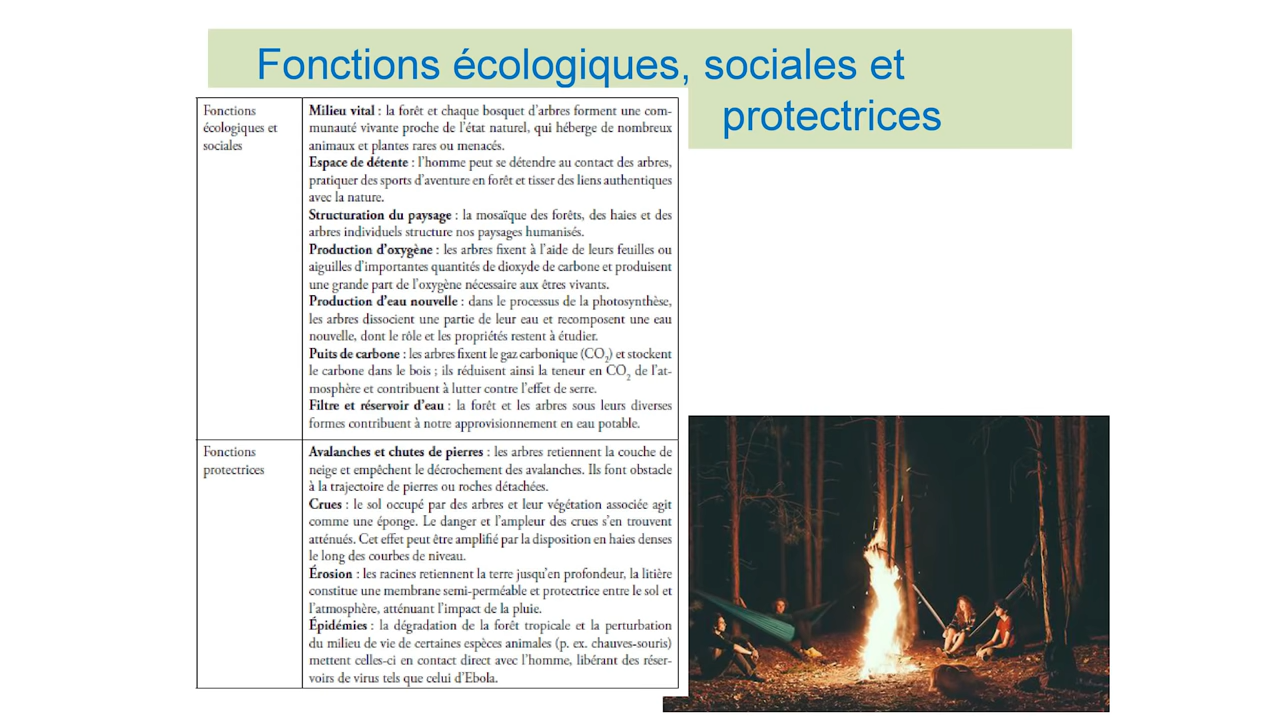 Fonctions écologiques, sociales et
protectrices
Fonctions
écologiques et
sociales
Milieu vital : la forêt et chaque bosquet d'arbres forment une com-
munauté vivante proche de l'état naturel, qui héberge de nombreux
animaux et plantes rares ou menacés.
Espace de détente : l'homme peut se détendre au contact des arbres,
pratiquer des sports d'aventure en forêt et tisser des liens authentiques
avec la nature.
Structuration du paysage : la mosaïque des forêts, des haies et des
arbres individuels structure nos paysages humanisés.
Production d'oxygène : les arbres fixent à l'aide de leurs feuilles ou
aiguilles d'importantes quantités de dioxyde de carbone et produisent
une grande part de l'oxygène nécessaire aux êtres vivants.
Production d'eau nouvelle : dans le processus de la photosynthèse,
les arbres dissocient une partie de leur eau et recomposent une eau
nouvelle, dont le rôle et les propriétés restent à étudier.
Puits de carbone : les arbres fixent le gaz carbonique (CO₂) et stockent
le carbone dans le bois ; ils réduisent ainsi la teneur en CO₂ de l'at-
mosphère et contribuent à lutter contre l'effet de serre.
Filtre et réservoir d'eau : la forêt et les arbres sous leurs diverses
formes contribuent à notre approvisionnement en eau potable.
Fonctions
protectrices
Avalanches et chutes de pierres : les arbres retiennent la couche de
neige et empêchent le décrochement des avalanches. Ils font obstacle
à la trajectoire de pierres ou roches détachées.
Crues : le sol occupé par des arbres et leur végétation associée agit
comme une éponge. Le danger et l'ampleur des crues s'en trouvent
atténués. Cet effet peut être amplifié par la disposition en haies denses
le long des courbes de niveau.
Érosion : les racines retiennent la terre jusqu'en profondeur, la litière
constitue une membrane semi-perméable et protectrice entre le sol et
l'atmosphère, atténuant l'impact de la pluie.
Épidémies : la dégradation de la forêt tropicale et la perturbation
du milieu de vie de certaines espèces animales (p. ex. chauves-souris)
mettent celles-ci en contact direct avec l'homme, libérant des réser-
voirs de virus tels que celui d'Ebola.